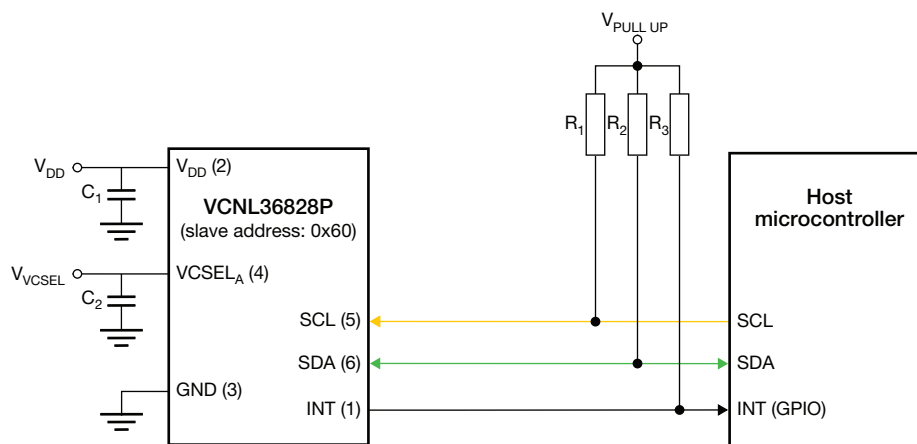 V PULL UP
R1 R2 R3
VDD
VDD (2)
C1
VCNL36828P
(slave address: 0x60)
Host
microcontroller
VVCSEL
VCSELA (4)
C2
SCL (5)
SCL
SDA (6)
SDA
GND (3)
INT (1)
INT (GPIO)